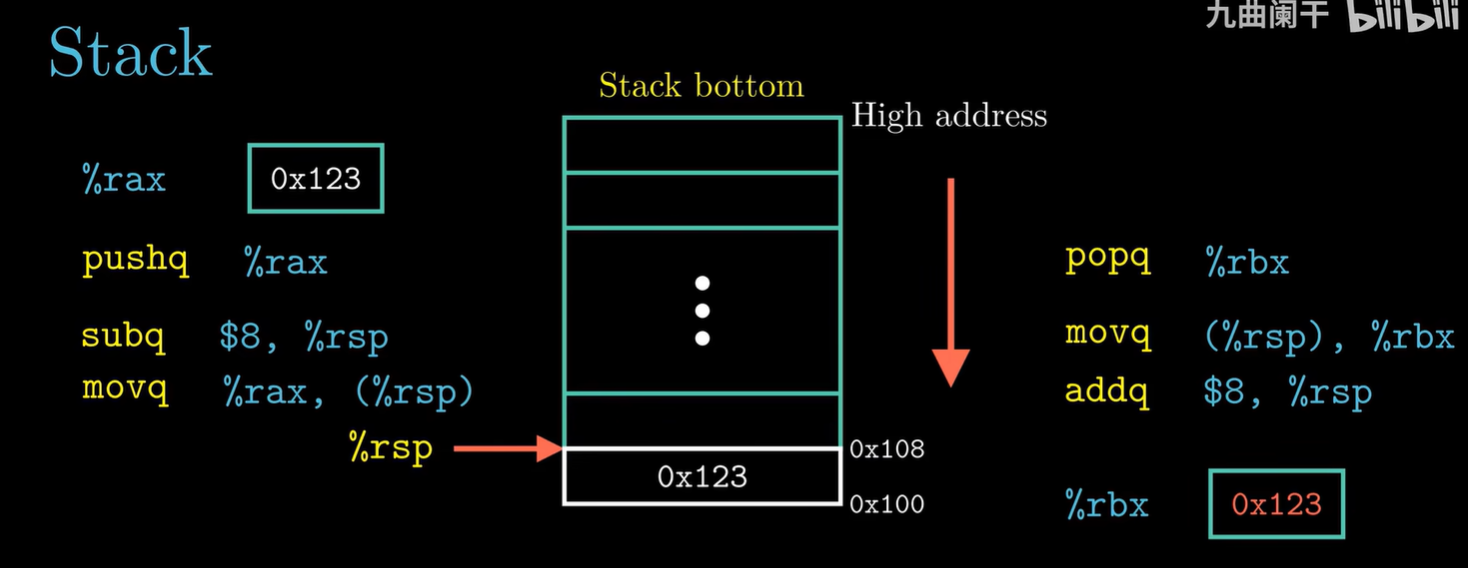 九曲阑干 bilibili
Stack
Stack bottom
High address
%rax 0x123
pushq %rax
subq $8, %rsp
movq %rax, (%rsp)
%rsp
0x123
0x108
0x100
popq %rbx
movq (%rsp), %rbx
addq $8, %rsp
%rbx 0x123